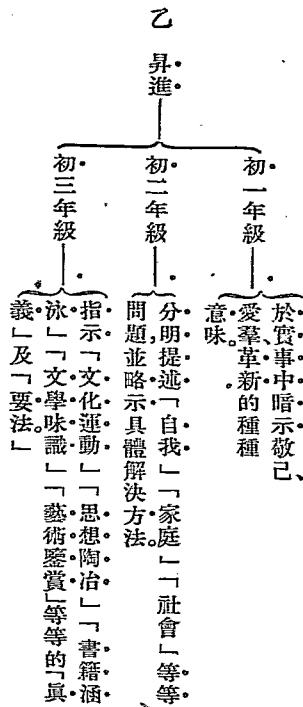 乙　昇進
初一年級
於實事中暗示敬己、
愛羣、革新的種種
意味。
初二年級
分明提述「自我」「家庭」「社會」等等
問題，並略示具體解決方法。
初三年級
指示「文化運動」「思想陶冶」「書籍涵
泳」「文學味識」「藝術鑒賞」等等的「眞
義」及「要法。」